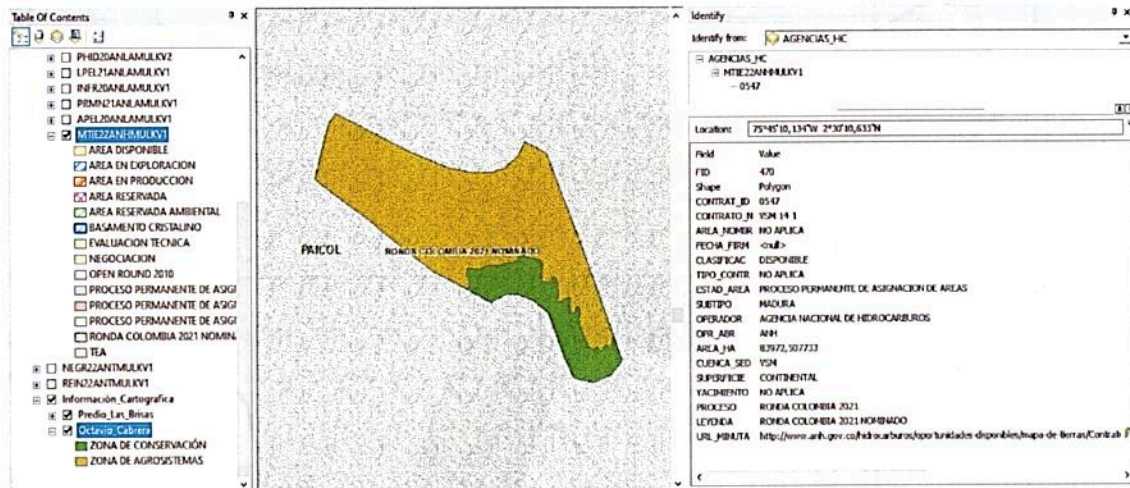 Table Of Contents
PHID20ANLAMULKV2
LPEL21ANLAMULKV1
INFR20ANLAMULKV1
PRMN21ANLAMULKV1
APEL20ANLAMULKV1
MTIE22ANHMULKV1
AREA DISPONIBLE
AREA EN EXPLORACION
AREA EN PRODUCCION
AREA RESERVADA
AREA RESERVADA AMBIENTAL
BASAMENTO CRISTALINO
EVALUACION TECNICA
NEGOCIACION
OPEN ROUND 2010
PROCESO PERMANENTE DE ASIG
PROCESO PERMANENTE DE ASIG
PROCESO PERMANENTE DE ASIG
RONDA COLOMBIA 2021 NOMIN
TEA
NEGR22ANTMULKV1
REIN22ANTMULKV1
Información_Cartografica
Predio_Las_Brisas
Octavio_Cabrera
ZONA DE CONSERVACIÓN
ZONA DE AGROSISTEMAS
PAICOL
RONDA COLOMBIA 2021 NOMINADO
Identify
Identify from: AGENCIAS_HC
AGENCIAS_HC
MTIE22ANHMULKV1
0547
Location: 75°45'10,134"W 2°30'10,633"N
Field Value
FID 470
Shape Polygon
CONTRAT_ID 0547
CONTRATO_N VSM 14-1
AREA_NOMBR NO APLICA
FECHA_FIRM <null>
CLASIFICAC DISPONIBLE
TIPO_CONTR NO APLICA
ESTAD_AREA PROCESO PERMANENTE DE ASIGNACION DE AREAS
SUBTIPO MADURA
OPERADOR AGENCIA NACIONAL DE HIDROCARBUROS
OPR_ABR ANH
AREA_HA 83972,507733
CUENCA_SED VSM
SUPERFICIE CONTINENTAL
YACIMIENTO NO APLICA
PROCESO RONDA COLOMBIA 2021
LEYENDA RONDA COLOMBIA 2021 NOMINADO
URL_MINUTA http://www.anh.gov.co/hidrocarburos/oportunidades-disponibles/mapa-de-tierras/Contrab